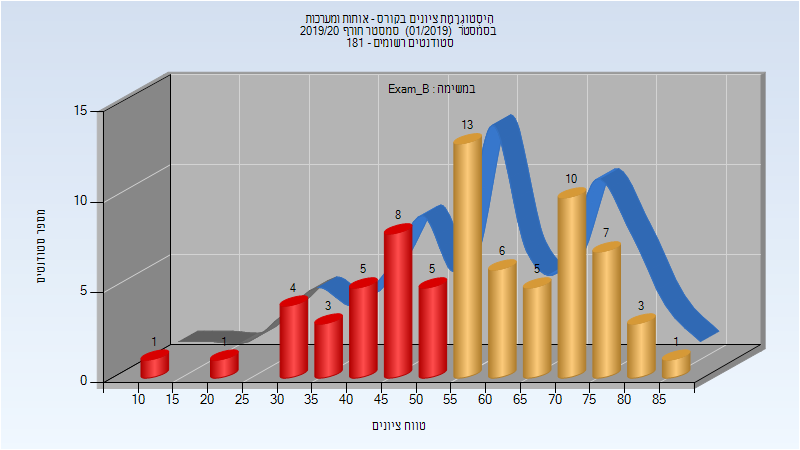 היסטוגרמת ציונים בקורס - אותות ומערכות
בסמסטר (01/2019) סמסטר חורף 2019/20
סטודנטים רשומים - 181
במשימה : Exam_B
מספר סטודנטים
15
10
5
0
1
1
4
3
5
8
5
13
6
5
10
7
3
1
10 15 20 25 30 35 40 45 50 55 60 65 70 75 80 85
טווח ציונים